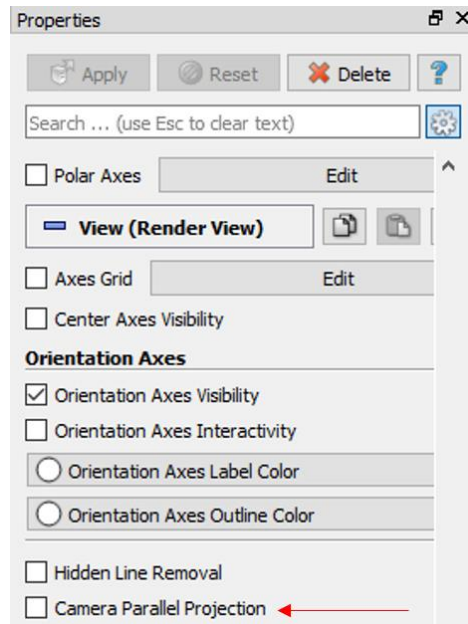 Properties
Apply Reset Delete ?
Search ... (use Esc to clear text)
Polar Axes Edit
View (Render View)
Axes Grid Edit
Center Axes Visibility
Orientation Axes
Orientation Axes Visibility
Orientation Axes Interactivity
Orientation Axes Label Color
Orientation Axes Outline Color
Hidden Line Removal
Camera Parallel Projection